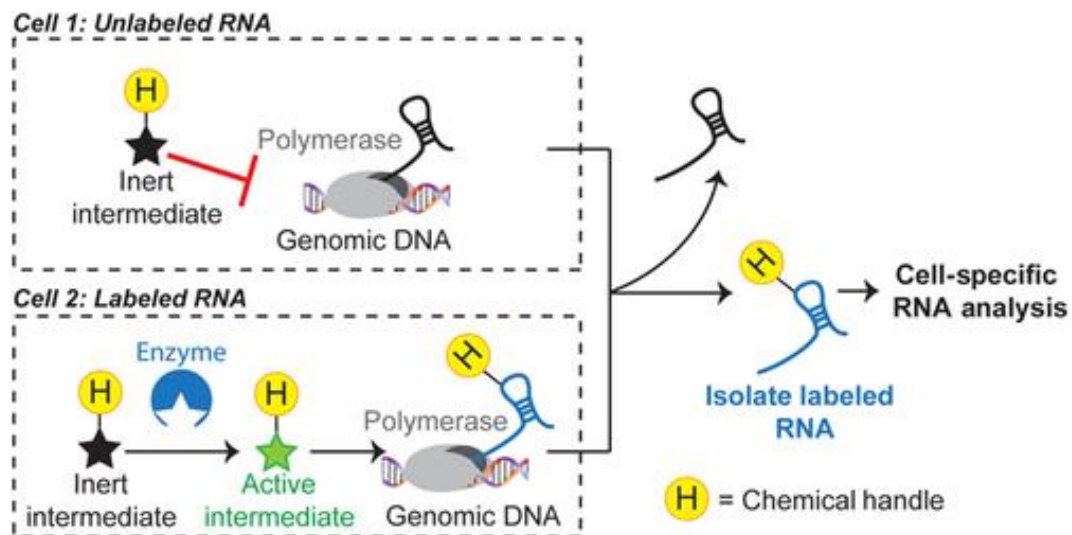 Cell 1: Unlabeled RNA
H
Polymerase
Inert
intermediate
Genomic DNA
Cell 2: Labeled RNA
Enzyme
H
H
H
Polymerase
Inert
intermediate
Active
intermediate
Genomic DNA
H
Cell-specific
RNA analysis
Isolate labeled
RNA
H = Chemical handle